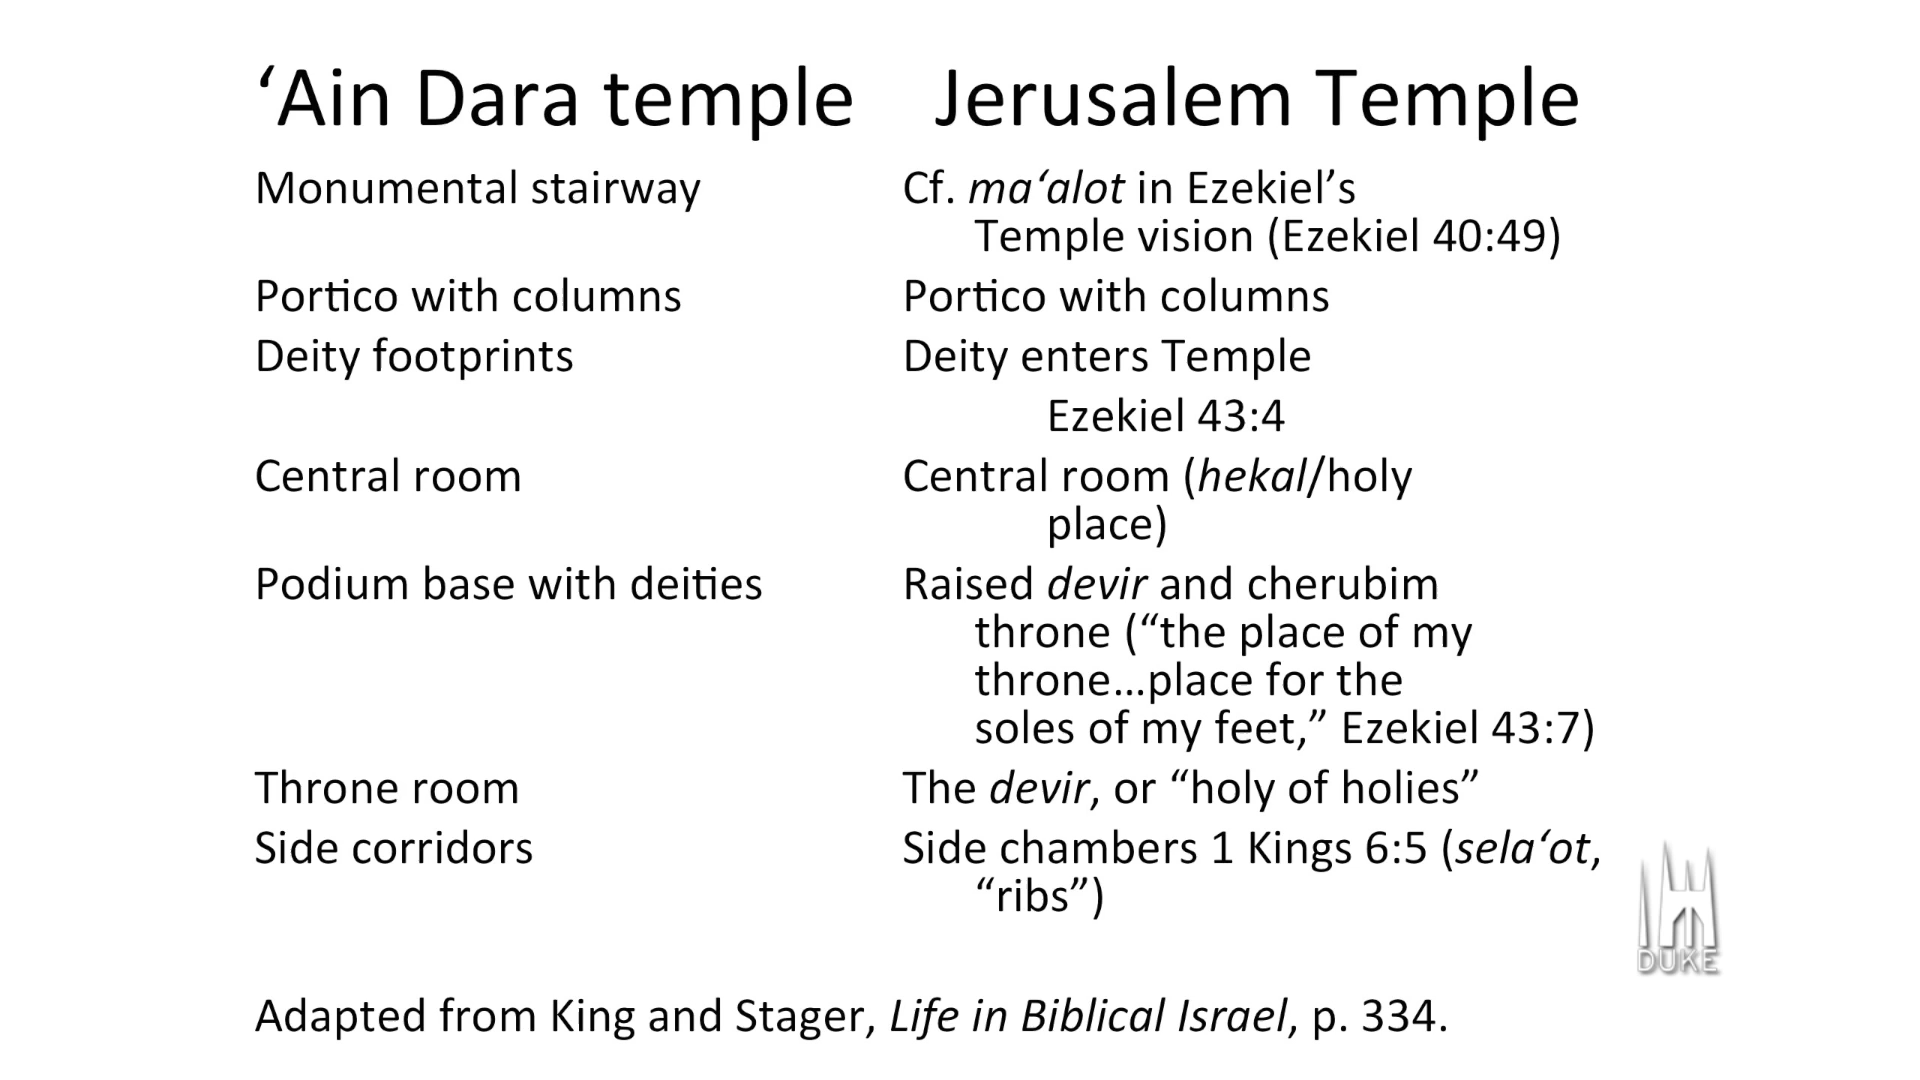 ‘Ain Dara temple Jerusalem Temple
Monumental stairway Cf. ma‘alot in Ezekiel’s
Temple vision (Ezekiel 40:49)
Portico with columns Portico with columns
Deity footprints Deity enters Temple
Ezekiel 43:4
Central room Central room (hekal/holy
place)
Podium base with deities Raised devir and cherubim
throne (“the place of my
throne…place for the
soles of my feet,” Ezekiel 43:7)
Throne room The devir, or “holy of holies”
Side corridors Side chambers 1 Kings 6:5 (sela‘ot,
“ribs”)
DUKE
Adapted from King and Stager, Life in Biblical Israel, p. 334.